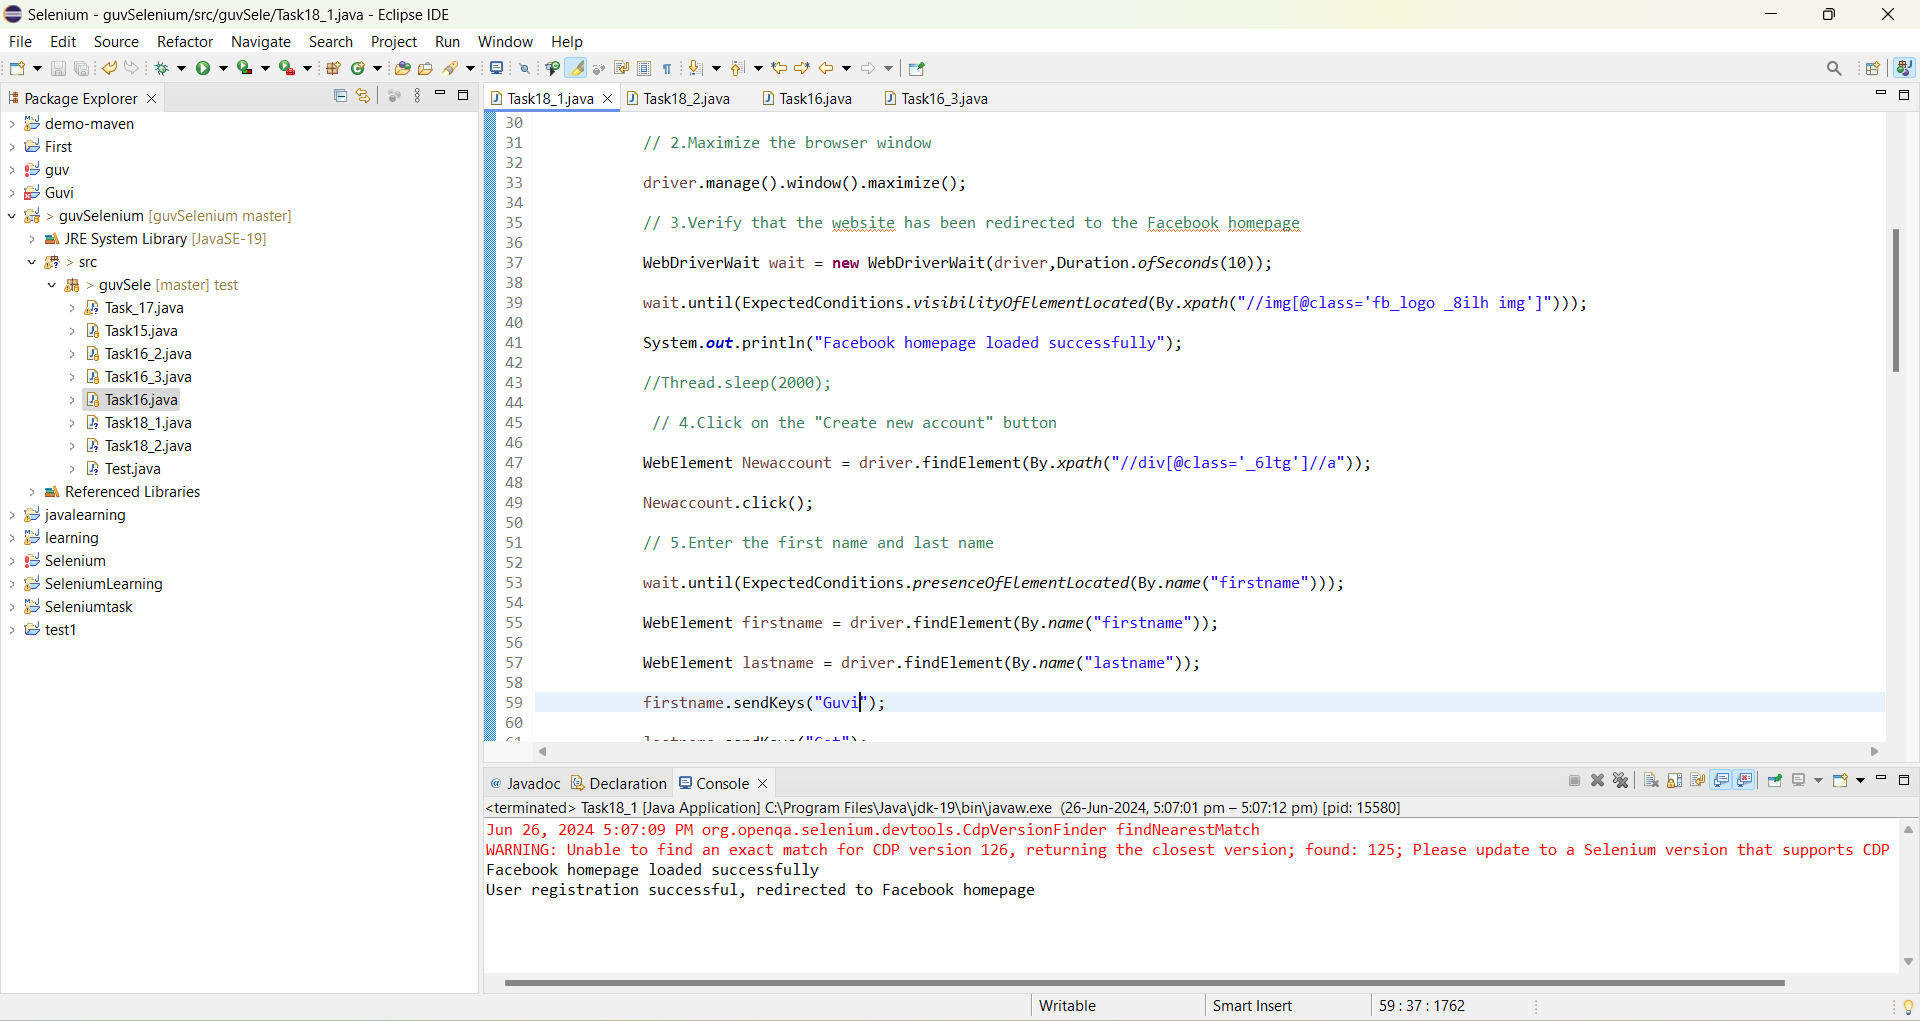 Selenium - guvSelenium/src/guvSele/Task18_1.java - Eclipse IDE
File Edit Source Refactor Navigate Search Project Run Window Help
Package Explorer
demo-maven
First
guv
Guvi
> guvSelenium [guvSelenium master]
JRE System Library [JavaSE-19]
> src
> guvSele [master] test
Task_17.java
Task15.java
Task16_2.java
Task16_3.java
Task16.java
Task18_1.java
Task18_2.java
Test.java
Referenced Libraries
javalearning
learning
Selenium
SeleniumLearning
Seleniumtask
test1
Task18_1.java Task18_2.java Task16.java Task16_3.java
30
31 // 2.Maximize the browser window
32
33 driver.manage().window().maximize();
34
35 // 3.Verify that the website has been redirected to the Facebook homepage
36
37 WebDriverWait wait = new WebDriverWait(driver,Duration.ofSeconds(10));
38
39 wait.until(ExpectedConditions.visibilityOfElementLocated(By.xpath("//img[@class='fb_logo _8ilh img']")));
40
41 System.out.println("Facebook homepage loaded successfully");
42
43 //Thread.sleep(2000);
44
45 // 4.Click on the "Create new account" button
46
47 WebElement Newaccount = driver.findElement(By.xpath("//div[@class='_6ltg']//a"));
48
49 Newaccount.click();
50
51 // 5.Enter the first name and last name
52
53 wait.until(ExpectedConditions.presenceOfElementLocated(By.name("firstname")));
54
55 WebElement firstname = driver.findElement(By.name("firstname"));
56
57 WebElement lastname = driver.findElement(By.name("lastname"));
58
59 firstname.sendKeys("Guvi");
60
Javadoc Declaration Console
<terminated> Task18_1 [Java Application] C:\Program Files\Java\jdk-19\bin\javaw.exe (26-Jun-2024, 5:07:01 pm – 5:07:12 pm) [pid: 15580]
Jun 26, 2024 5:07:09 PM org.openqa.selenium.devtools.CdpVersionFinder findNearestMatch
WARNING: Unable to find an exact match for CDP version 126, returning the closest version; found: 125; Please update to a Selenium version that supports CDP
Facebook homepage loaded successfully
User registration successful, redirected to Facebook homepage
Writable Smart Insert 59 : 37 : 1762